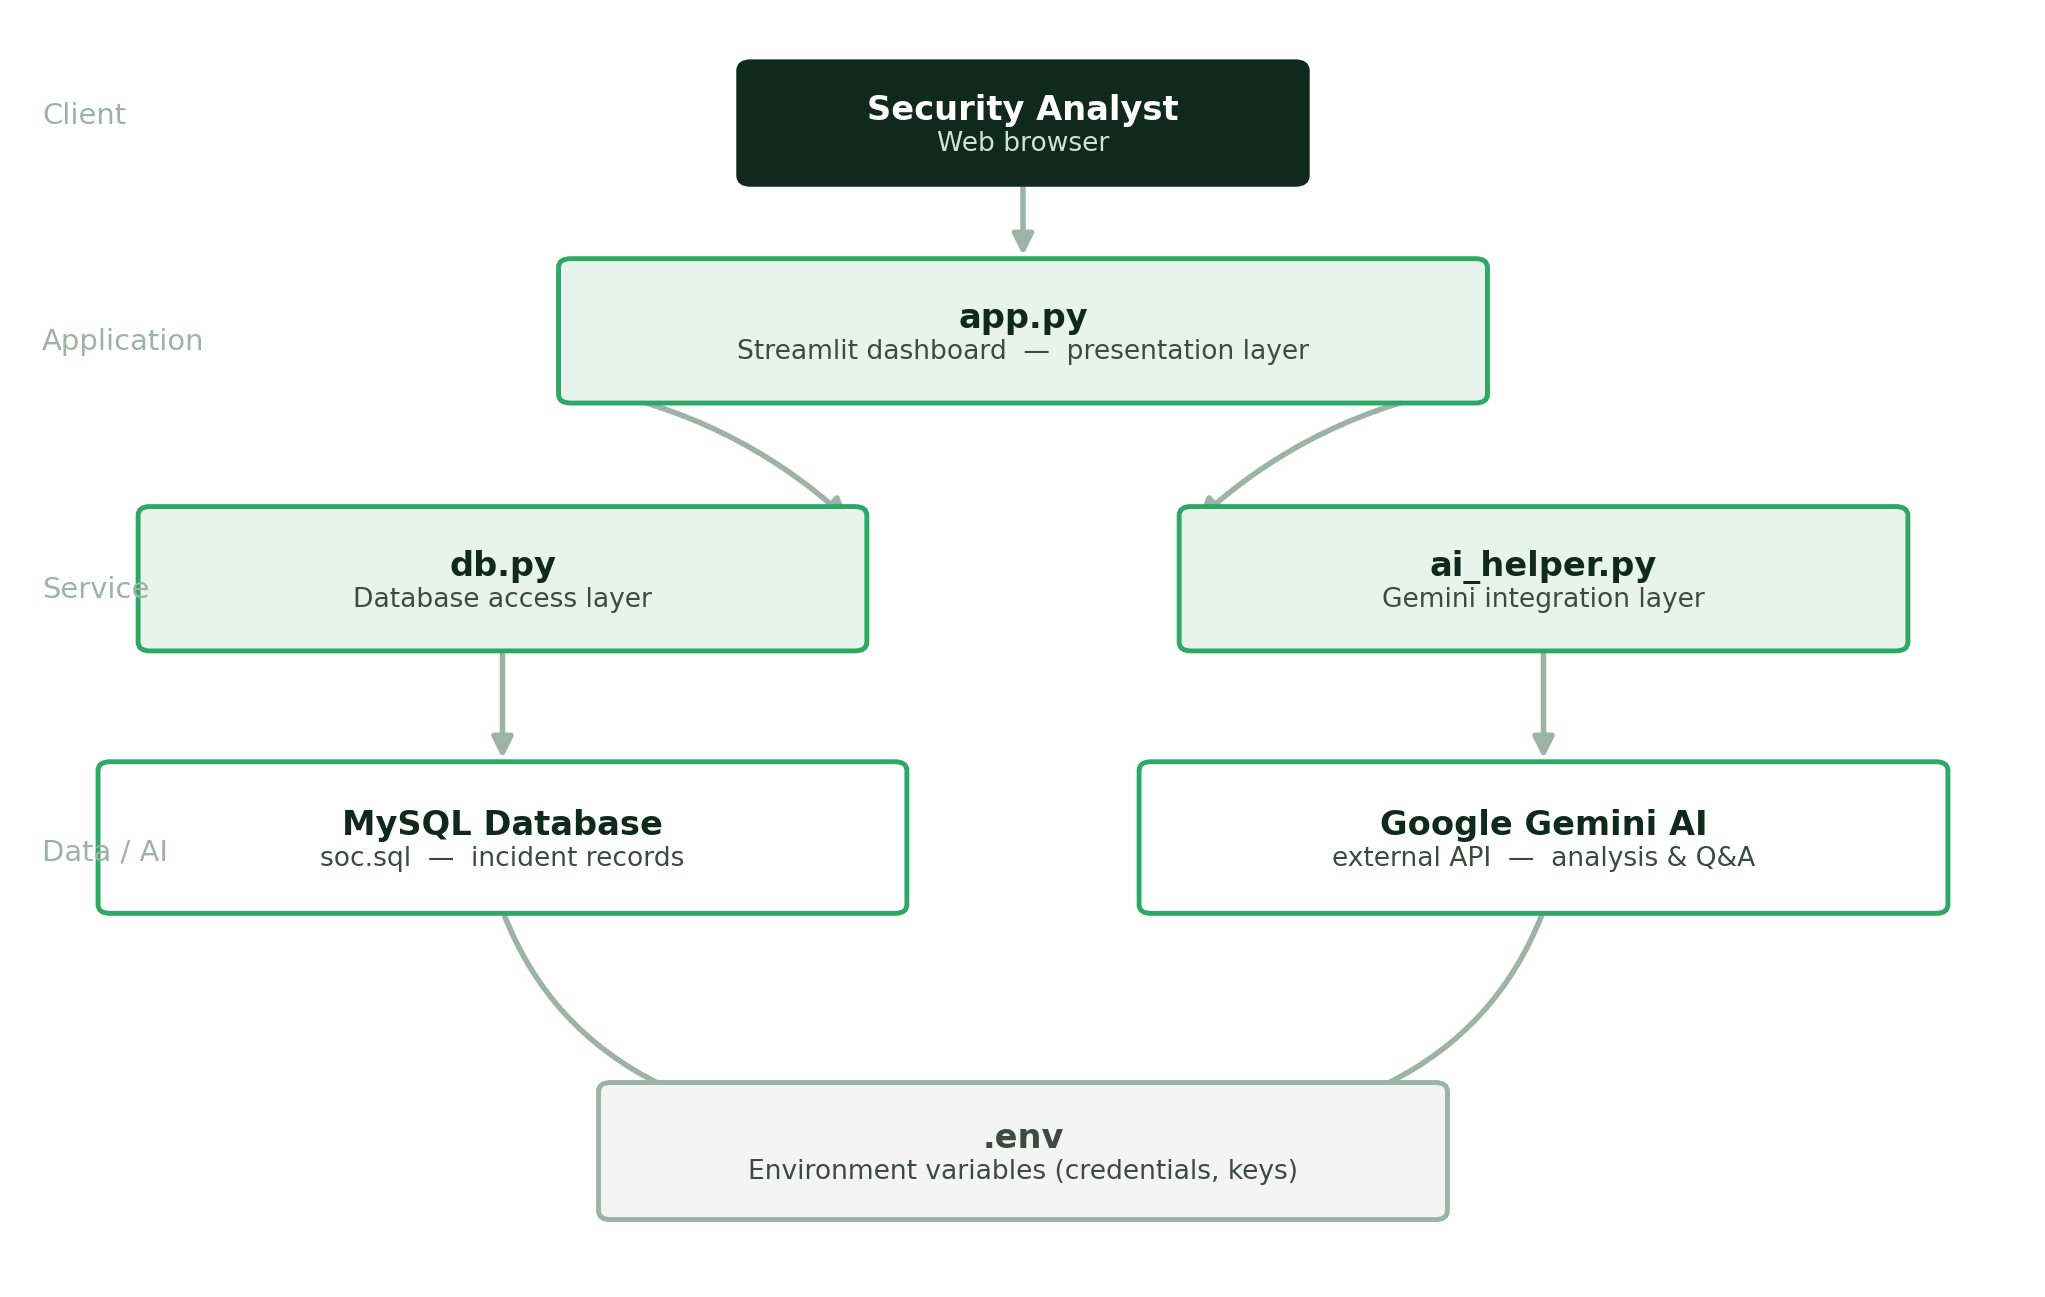 Client
Security Analyst
Web browser
Application
app.py
Streamlit dashboard — presentation layer
Service
db.py
Database access layer
ai_helper.py
Gemini integration layer
Data / AI
MySQL Database
soc.sql — incident records
Google Gemini AI
external API — analysis & Q&A
.env
Environment variables (credentials, keys)